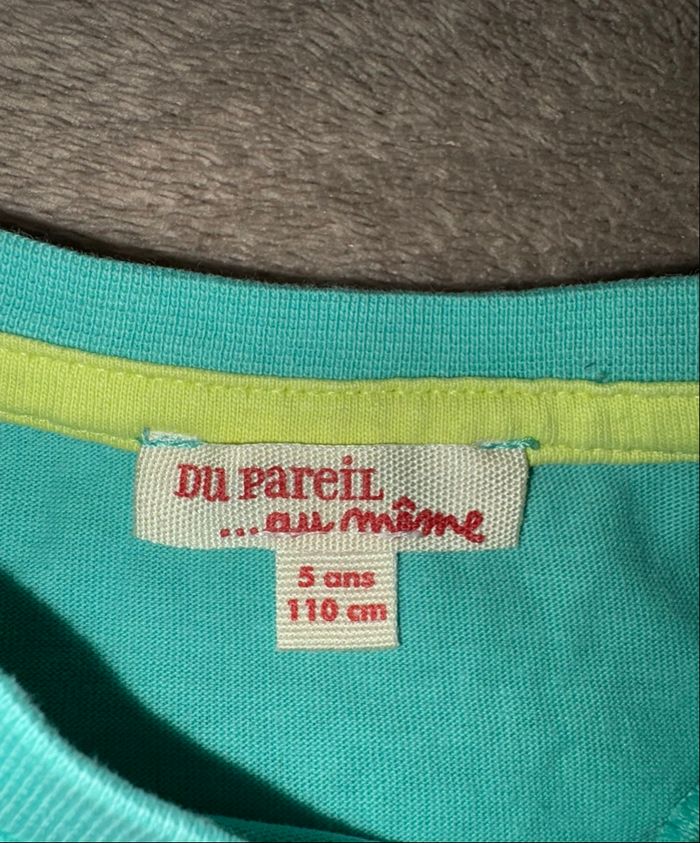 Du pareil
...au même
5 ans
110 cm